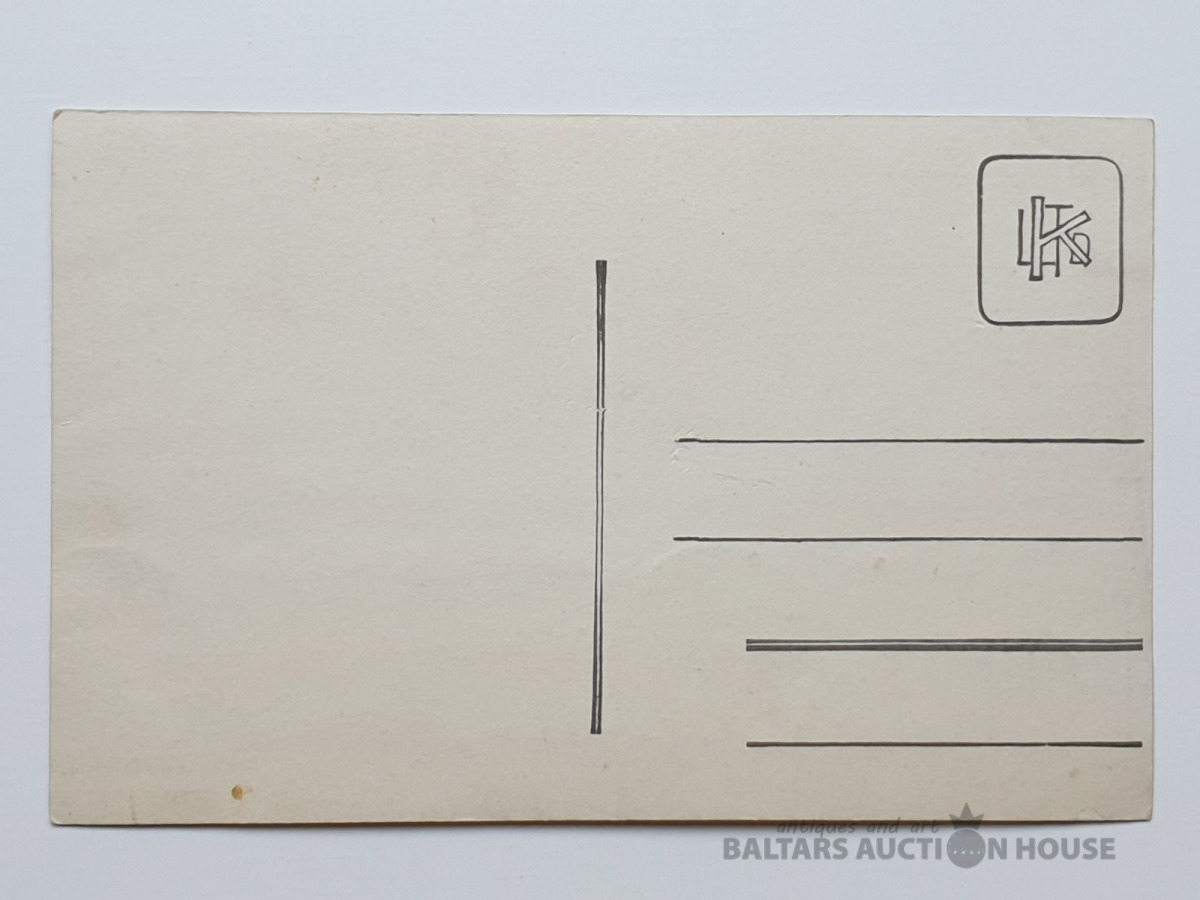 antiques and art
BALTARS AUCTION HOUSE